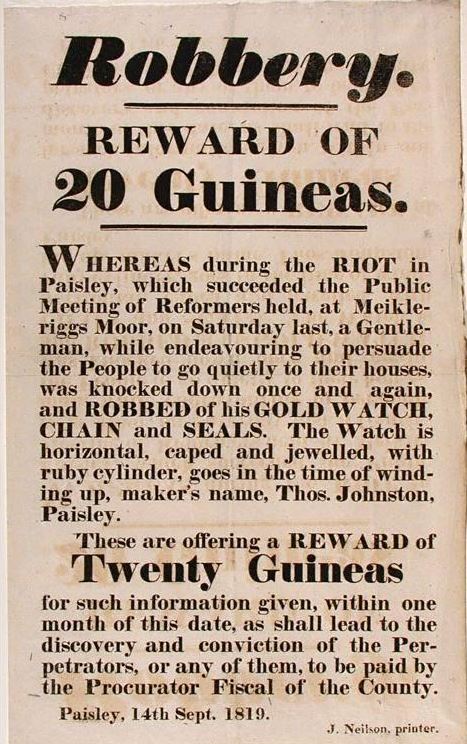 Robbery.
REWARD OF
20 Guineas.
WHEREAS during the RIOT in
Paisley, which succeeded the Public
Meeting of Reformers held, at Meikle-
riggs Moor, on Saturday last, a Gentle-
man, while endeavouring to persuade
the People to go quietly to their houses,
was knocked down once and again,
and ROBBED of his GOLD WATCH,
CHAIN and SEALS. The Watch is
horizontal, caped and jewelled, with
ruby cylinder, goes in the time of wind-
ing up, maker's name, Thos. Johnston,
Paisley.
These are offering a REWARD of
Twenty Guineas
for such information given, within one
month of this date, as shall lead to the
discovery and conviction of the Per-
petrators, or any of them, to be paid by
the Procurator Fiscal of the County.
Paisley, 14th Sept. 1819.
J. Neilson, printer.